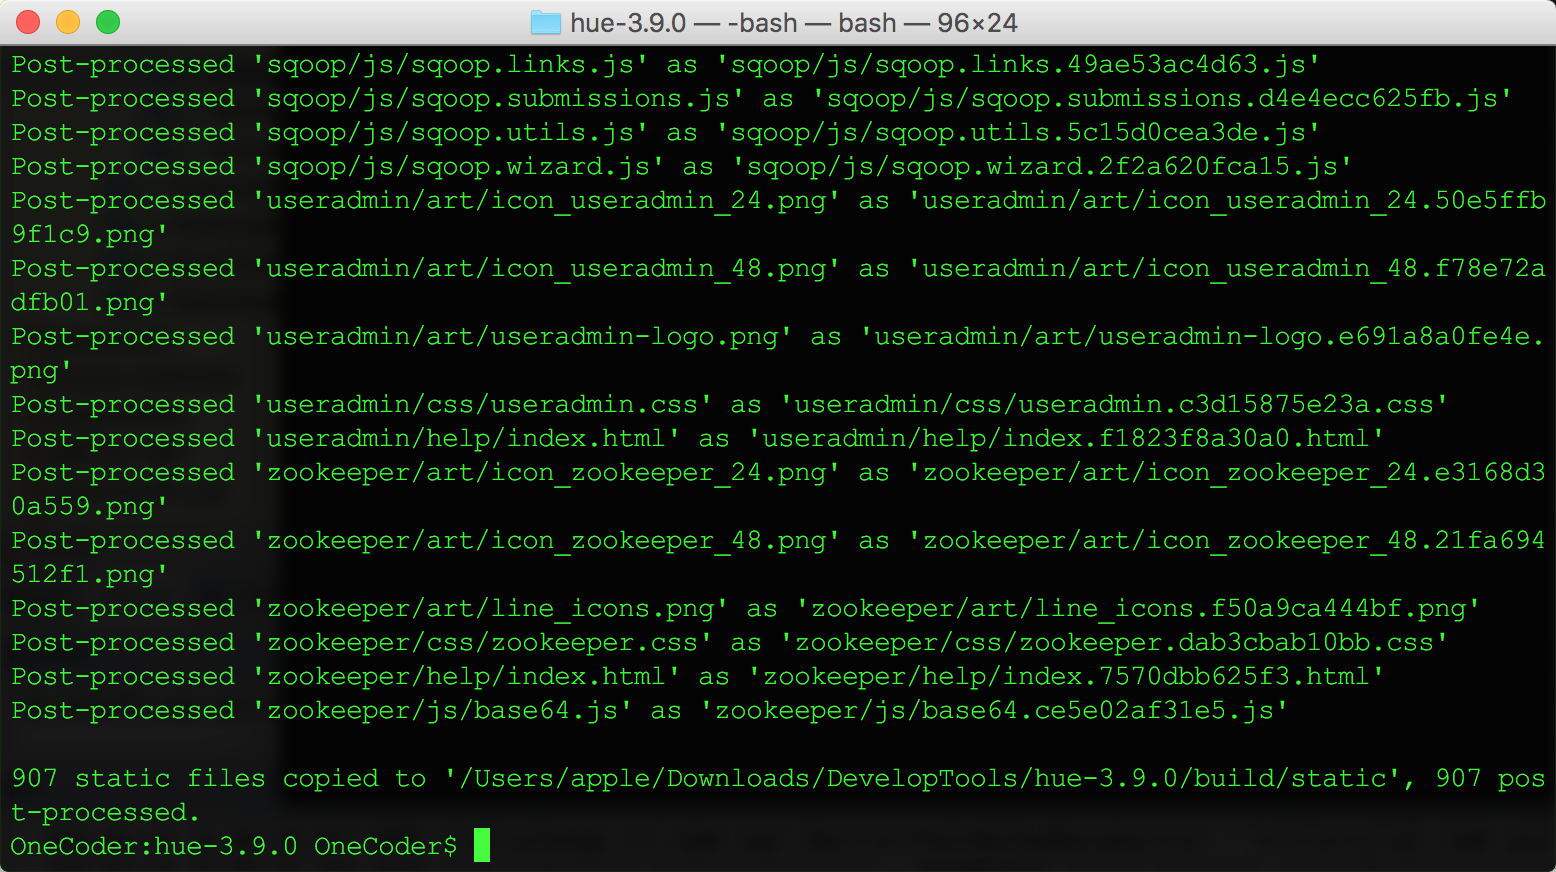 hue-3.9.0 — -bash — bash — 96×24
Post-processed 'sqoop/js/sqoop.links.js' as 'sqoop/js/sqoop.links.49ae53ac4d63.js'
Post-processed 'sqoop/js/sqoop.submissions.js' as 'sqoop/js/sqoop.submissions.d4e4ecc625fb.js'
Post-processed 'sqoop/js/sqoop.utils.js' as 'sqoop/js/sqoop.utils.5c15d0cea3de.js'
Post-processed 'sqoop/js/sqoop.wizard.js' as 'sqoop/js/sqoop.wizard.2f2a620fca15.js'
Post-processed 'useradmin/art/icon_useradmin_24.png' as 'useradmin/art/icon_useradmin_24.50e5ffb
9f1c9.png'
Post-processed 'useradmin/art/icon_useradmin_48.png' as 'useradmin/art/icon_useradmin_48.f78e72a
dfb01.png'
Post-processed 'useradmin/art/useradmin-logo.png' as 'useradmin/art/useradmin-logo.e691a8a0fe4e.
png'
Post-processed 'useradmin/css/useradmin.css' as 'useradmin/css/useradmin.c3d15875e23a.css'
Post-processed 'useradmin/help/index.html' as 'useradmin/help/index.f1823f8a30a0.html'
Post-processed 'zookeeper/art/icon_zookeeper_24.png' as 'zookeeper/art/icon_zookeeper_24.e3168d3
0a559.png'
Post-processed 'zookeeper/art/icon_zookeeper_48.png' as 'zookeeper/art/icon_zookeeper_48.21fa694
512f1.png'
Post-processed 'zookeeper/art/line_icons.png' as 'zookeeper/art/line_icons.f50a9ca444bf.png'
Post-processed 'zookeeper/css/zookeeper.css' as 'zookeeper/css/zookeeper.dab3cbab10bb.css'
Post-processed 'zookeeper/help/index.html' as 'zookeeper/help/index.7570dbb625f3.html'
Post-processed 'zookeeper/js/base64.js' as 'zookeeper/js/base64.ce5e02af31e5.js'
907 static files copied to '/Users/apple/Downloads/DevelopTools/hue-3.9.0/build/static', 907 pos
t-processed.
OneCoder:hue-3.9.0 OneCoder$